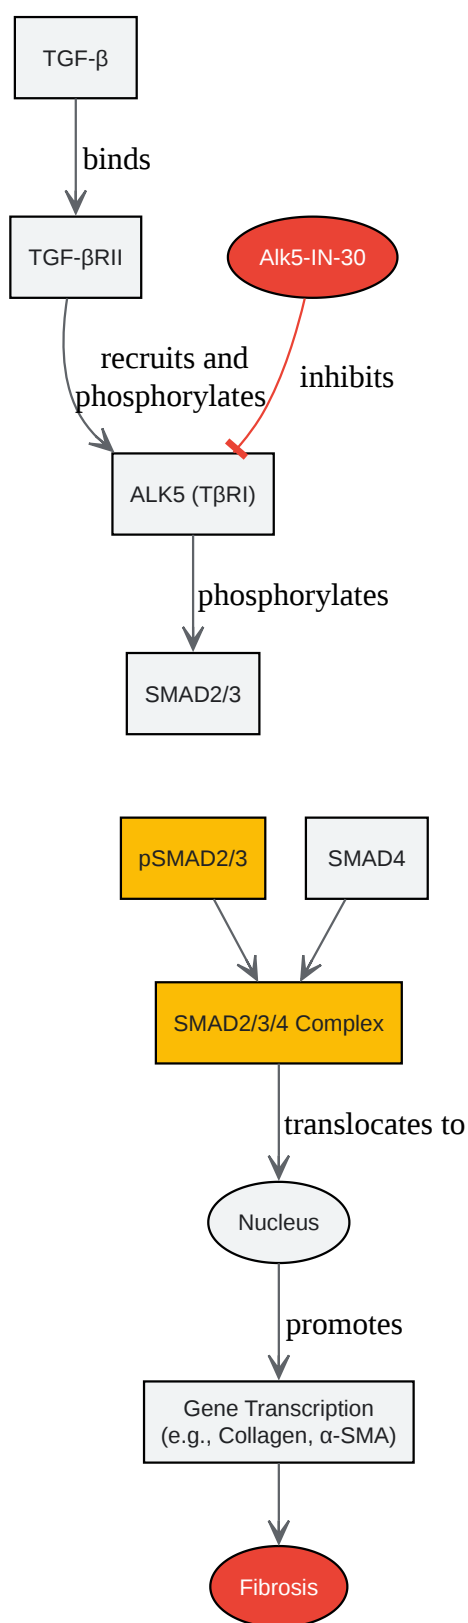 TGF-β
binds
TGF-βRII
Alk5-IN-30
recruits and
phosphorylates
inhibits
ALK5 (TβRI)
phosphorylates
SMAD2/3
pSMAD2/3
SMAD4
SMAD2/3/4 Complex
translocates to
Nucleus
promotes
Gene Transcription
(e.g., Collagen, α-SMA)
Fibrosis